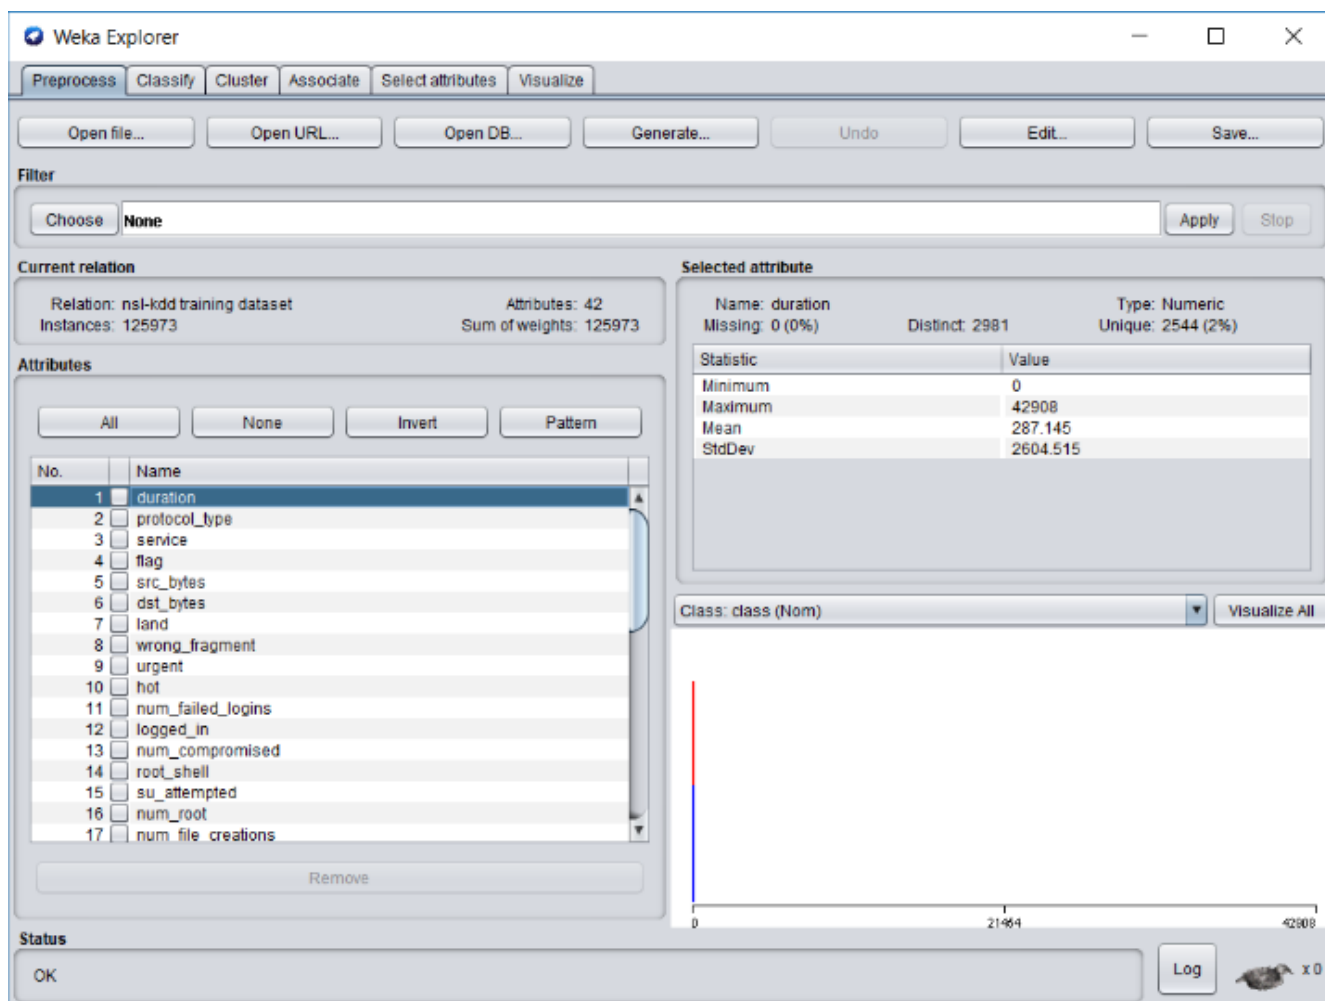 Weka Explorer
Preprocess Classify Cluster Associate Select attributes Visualize
Open file... Open URL... Open DB... Generate... Undo Edit... Save...
Filter
Choose None Apply Stop
Current relation
Relation: nsl-kdd training dataset Attributes: 42
Instances: 125973 Sum of weights: 125973
Attributes
All None Invert Pattern
No. Name
1 duration
2 protocol_type
3 service
4 flag
5 src_bytes
6 dst_bytes
7 land
8 wrong_fragment
9 urgent
10 hot
11 num_failed_logins
12 logged_in
13 num_compromised
14 root_shell
15 su_attempted
16 num_root
17 num_file_creations
Remove
Selected attribute
Name: duration Type: Numeric
Missing: 0 (0%) Distinct: 2981 Unique: 2544 (2%)
Statistic Value
Minimum 0
Maximum 42908
Mean 287.145
StdDev 2604.515
Class: class (Nom) Visualize All
0 21454 42908
Status
OK
Log x 0